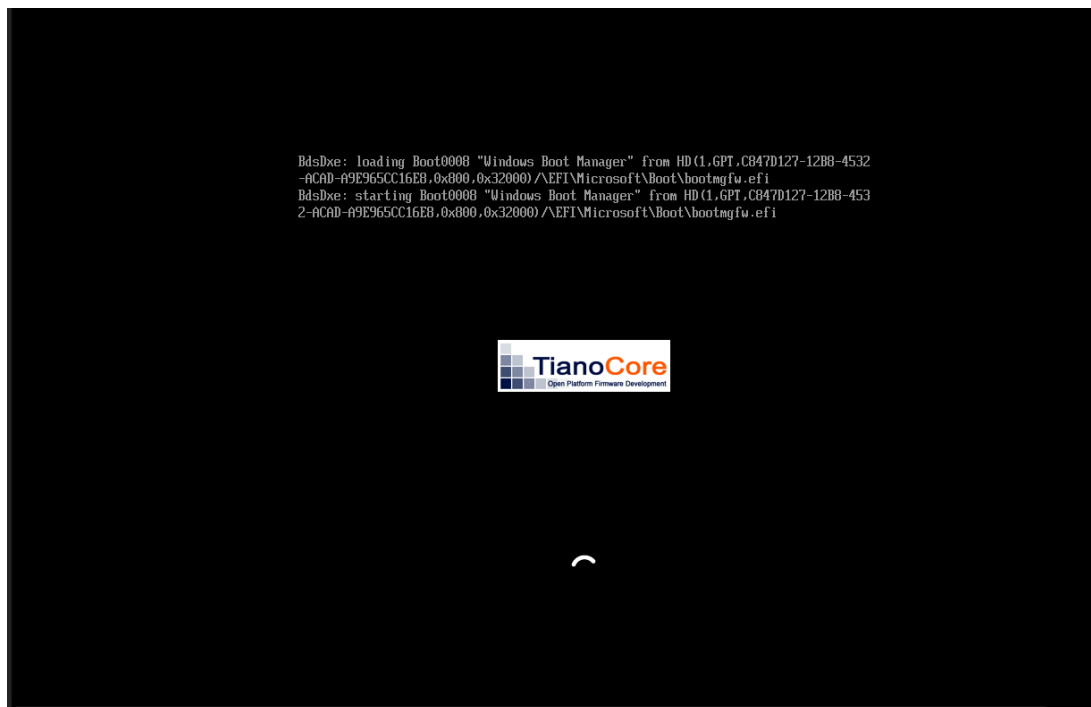 BdsDxe: loading Boot0008 "Windows Boot Manager" from HD(1,GPT,C847D127-12B8-4532
-ACAD-A9E965CC16E8,0x800,0x32000)/\EFI\Microsoft\Boot\bootmgfw.efi
BdsDxe: starting Boot0008 "Windows Boot Manager" from HD(1,GPT,C847D127-12B8-453
2-ACAD-A9E965CC16E8,0x800,0x32000)/\EFI\Microsoft\Boot\bootmgfw.efi
TianoCore
Open Platform Firmware Development